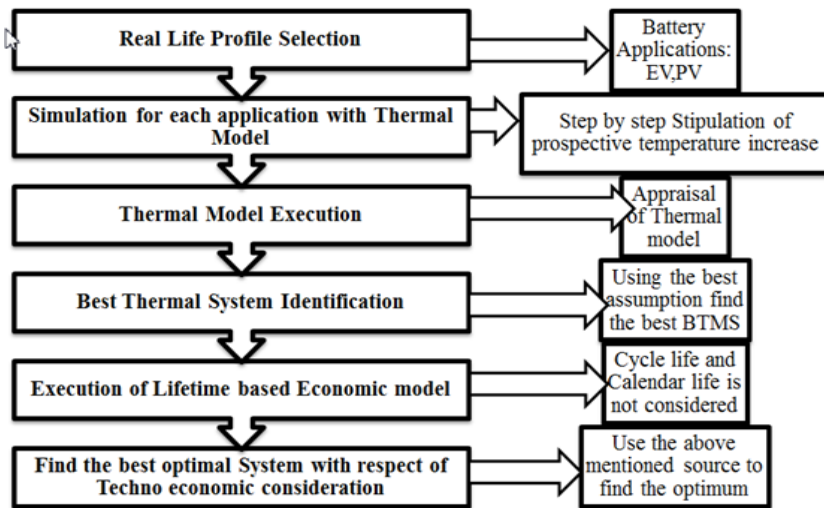 Real Life Profile Selection
Battery
Applications:
EV,PV
Simulation for each application with Thermal
Model
Step by step Stipulation of
prospective temperature increase
Thermal Model Execution
Appraisal
of Thermal
model
Best Thermal System Identification
Using the best
assumption find
the best BTMS
Execution of Lifetime based Economic model
Cycle life and
Calendar life is
not considered
Find the best optimal System with respect of
Techno economic consideration
Use the above
mentioned source to
find the optimum